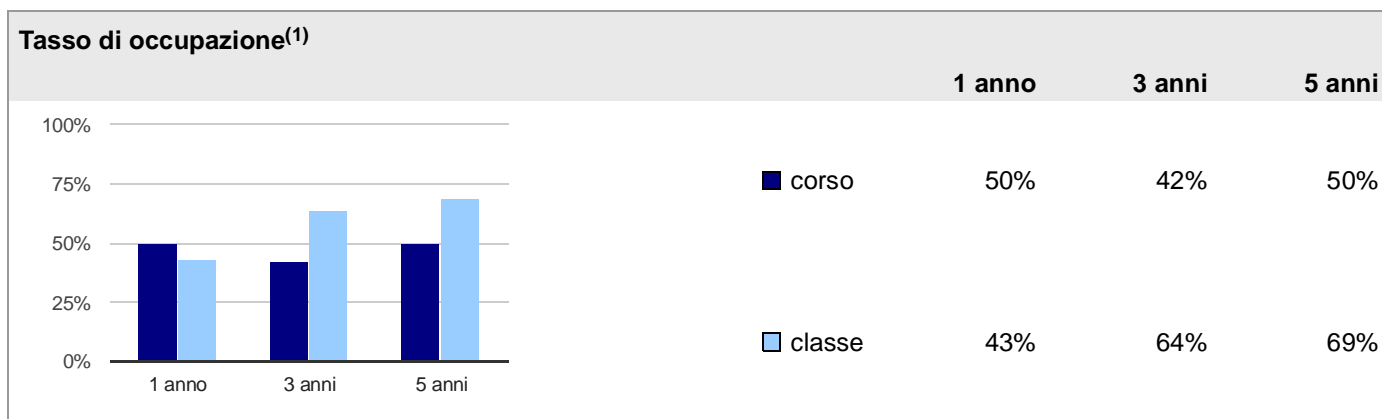 Tasso di occupazione(1)
1 anno 3 anni 5 anni
100%
75%
50%
25%
0%
1 anno 3 anni 5 anni
corso 50% 42% 50%
classe 43% 64% 69%